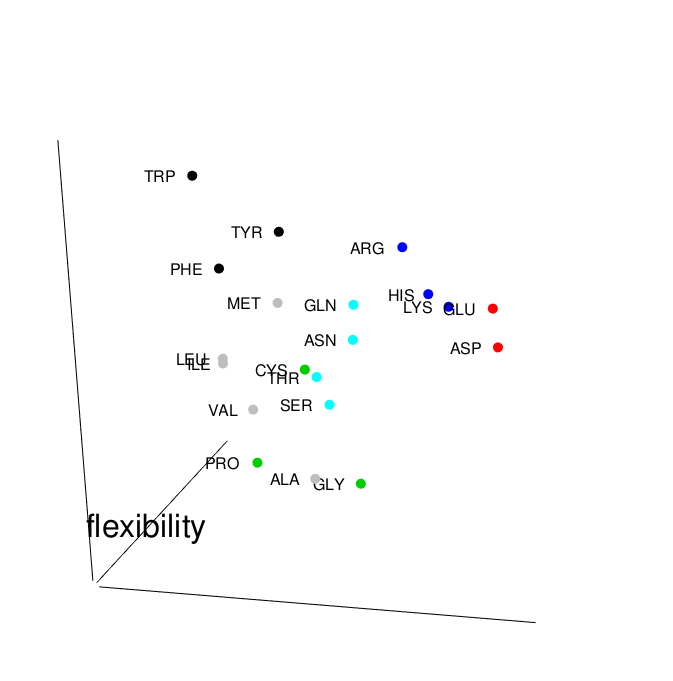 TRP
TYR
ARG
PHE
HIS
MET
GLN
LYS
GLU
ASN
ASP
LEU
ILE
CYS
THR
VAL
SER
PRO
ALA
GLY
flexibility